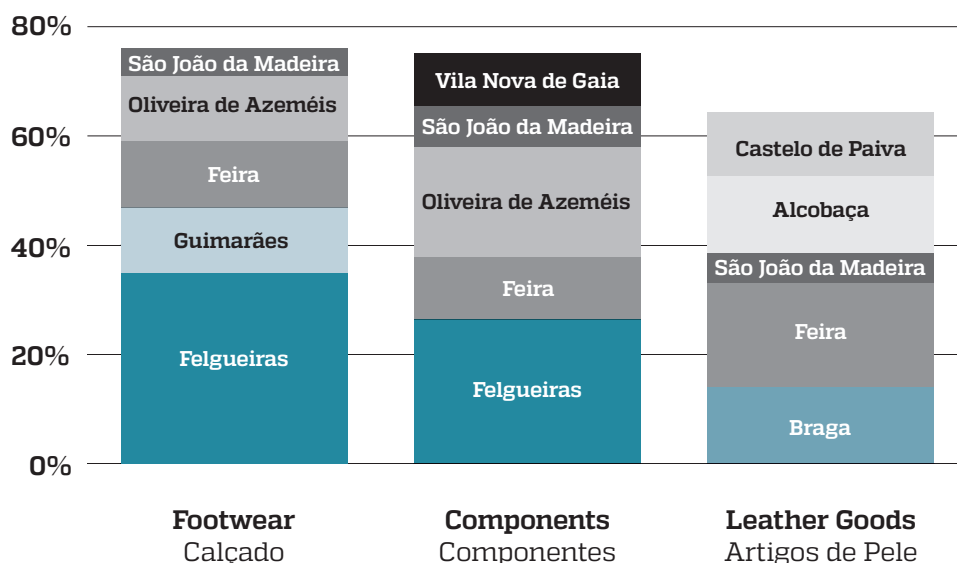 80%
60%
40%
20%
0%
São João da Madeira
Oliveira de Azeméis
Feira
Guimarães
Felgueiras
Vila Nova de Gaia
São João da Madeira
Oliveira de Azeméis
Feira
Felgueiras
Castelo de Paiva
Alcobaça
São João da Madeira
Feira
Braga
Footwear
Calçado
Components
Componentes
Leather Goods
Artigos de Pele